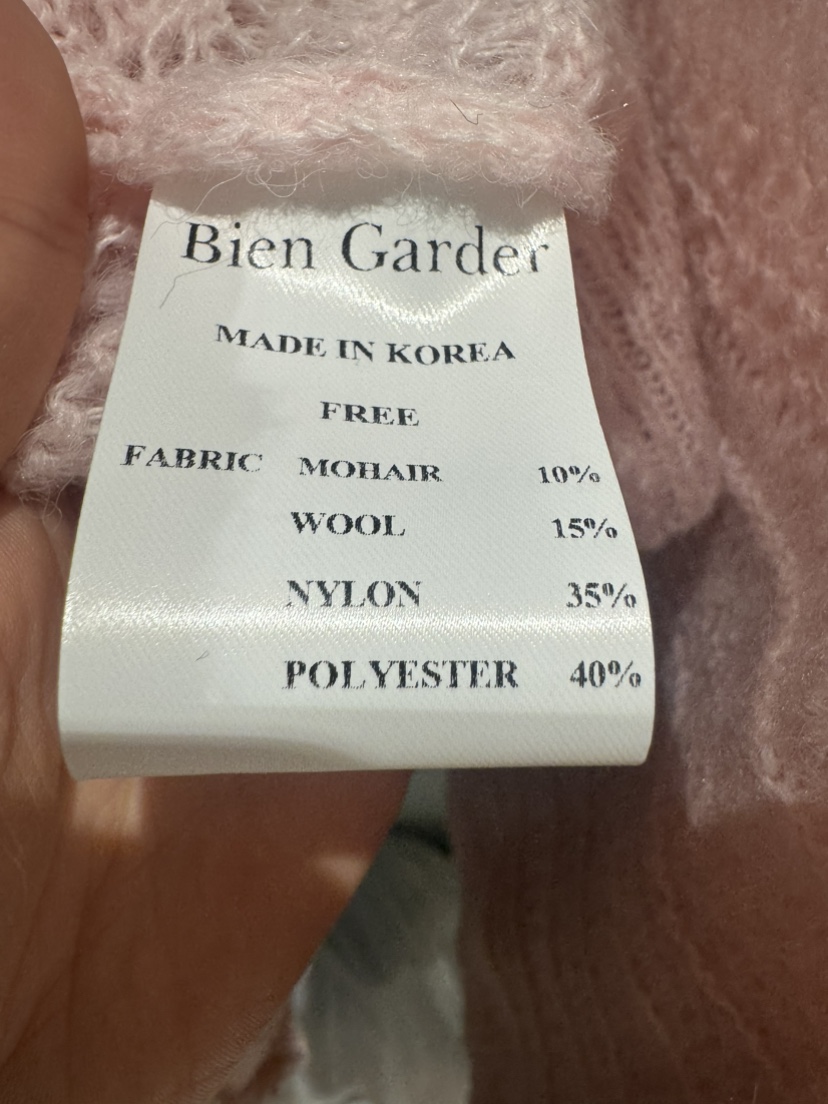 Bien Garder
MADE IN KOREA
FREE
FABRIC MOHAIR 10%
WOOL 15%
NYLON 35%
POLYESTER 40%